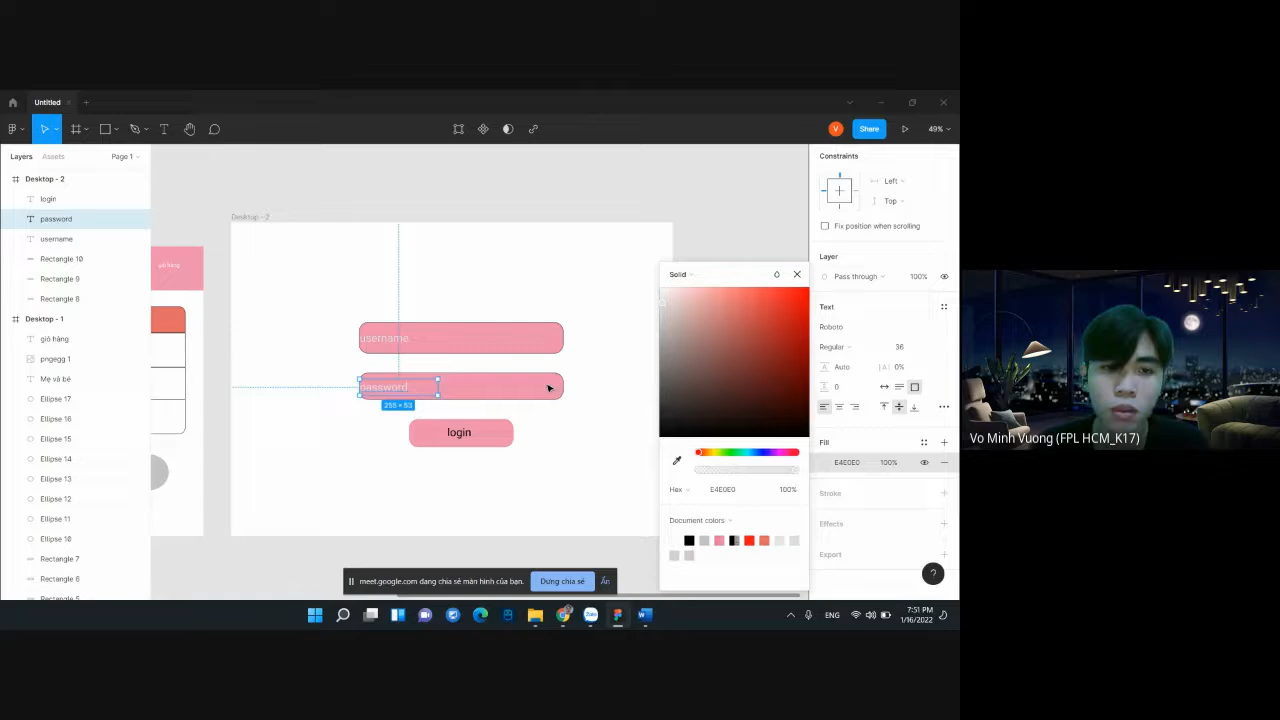 Untitled
Share
49%
Layers
Assets
Page 1
Desktop - 2
login
password
username
Rectangle 10
Rectangle 9
Rectangle 8
Desktop - 1
giỏ hàng
pngegg 1
Mẹ và bé
Ellipse 17
Ellipse 16
Ellipse 15
Ellipse 14
Ellipse 13
Ellipse 12
Ellipse 11
Ellipse 10
Rectangle 7
Rectangle 6
Rectangle 5
giỏ hàng
Desktop - 2
username
password
255 × 53
login
Solid
Hex
E4E0E0
100%
Document colors
Constraints
Left
Top
Fix position when scrolling
Layer
Pass through
100%
Text
Roboto
Regular
36
Auto
0%
0
Fill
E4E0E0
100%
Stroke
Effects
Export
?
V
meet.google.com đang chia sẻ màn hình của bạn.
Dừng chia sẻ
Ẩn
Zalo
ENG
7:51 PM
1/16/2022
Vo Minh Vuong (FPL HCM_K17)